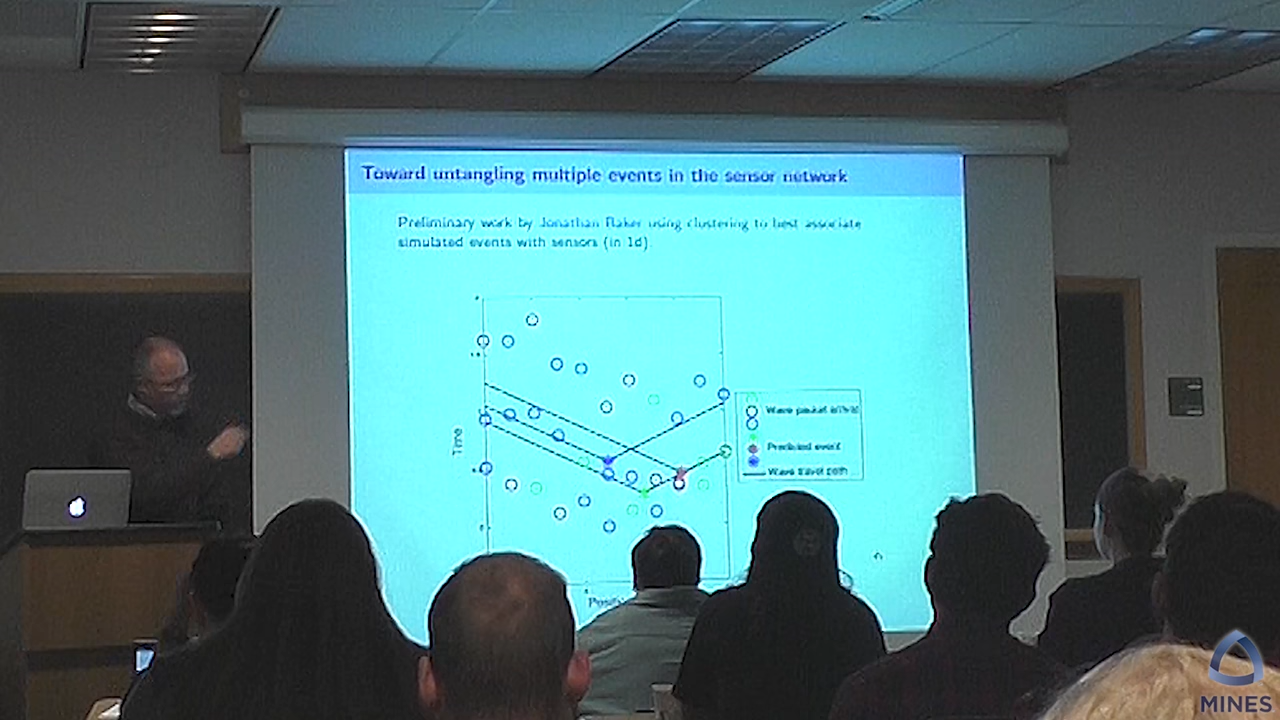 Toward untangling multiple events in the sensor network
Preliminary work by Jonathan Baker using clustering to best associate
simulated events with sensors (in 1d).
Time
Wave packet arrival
Predicted event
Wave travel path
MINES